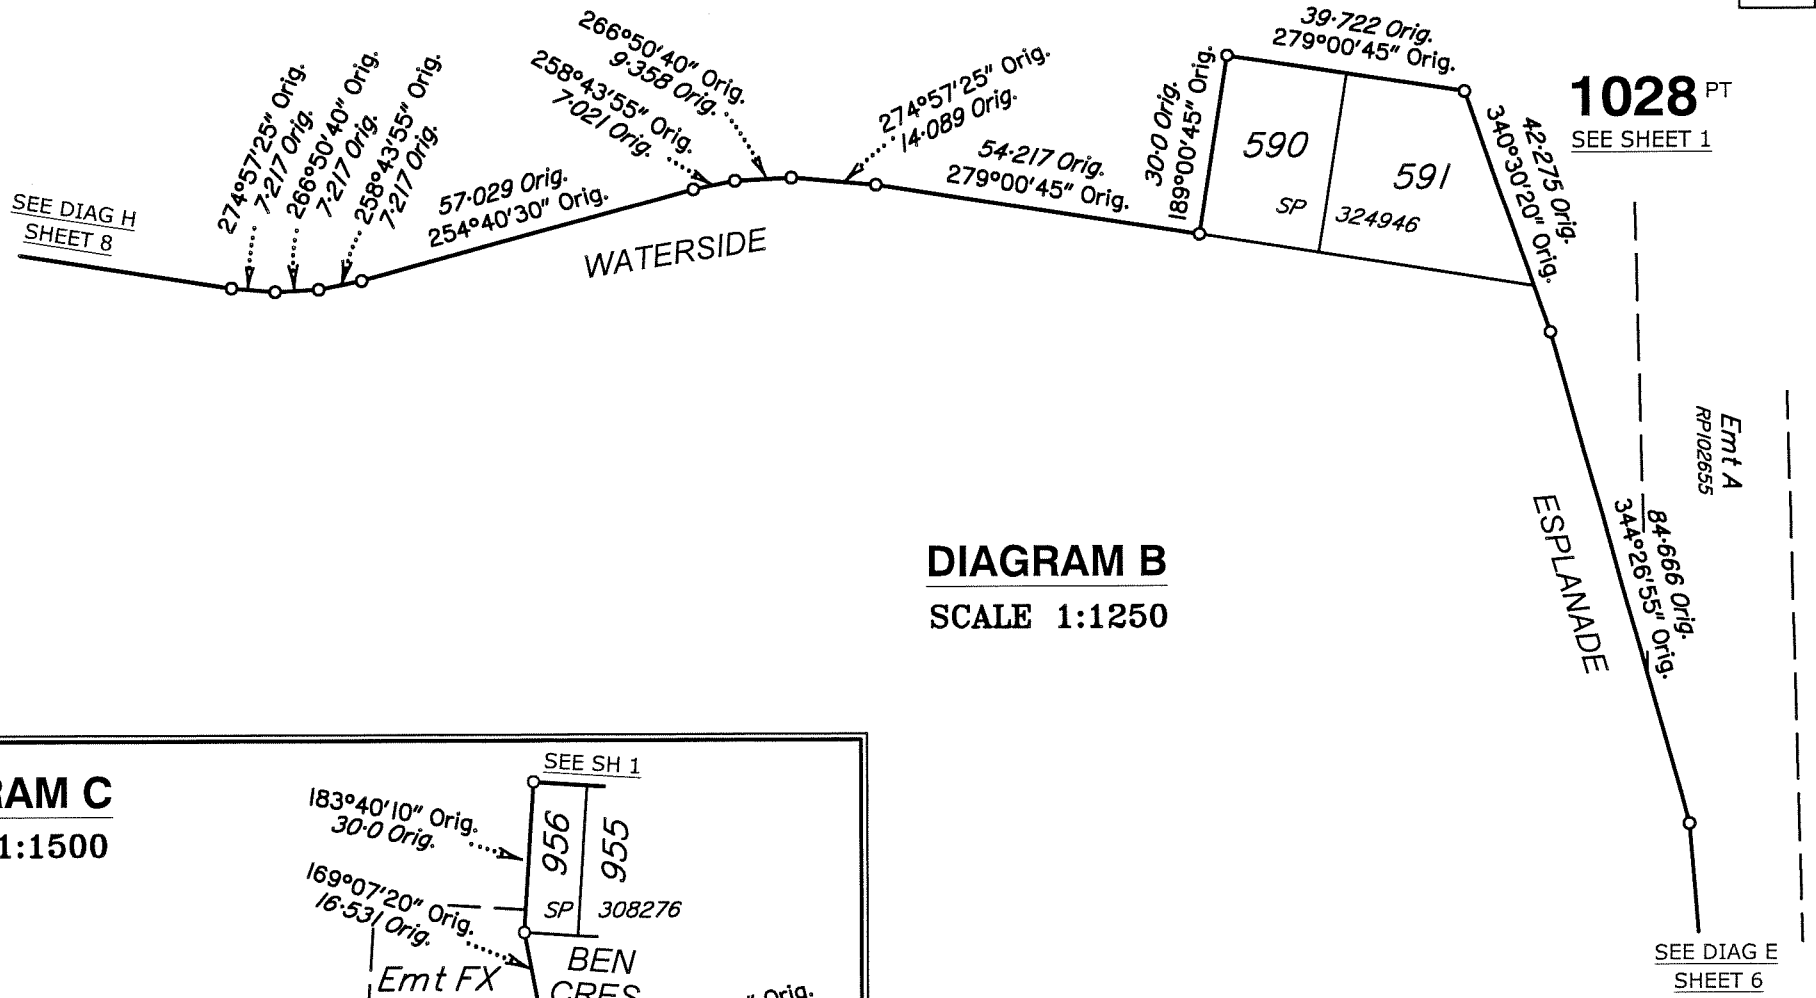 39·722 Orig.
279°00'45" Orig.
1028 PT
SEE SHEET 1
266°50'40" Orig.
9·358 Orig.
258°43'55" Orig.
7·021 Orig.
274°57'25" Orig.
14·089 Orig.
274°57'25" Orig.
7·217 Orig.
266°50'40" Orig.
7·217 Orig.
258°43'55" Orig.
7·217 Orig.
57·029 Orig.
254°40'30" Orig.
54·217 Orig.
279°00'45" Orig.
30·0 Orig.
189°00'45" Orig.
590
591
SP 324946
42·275 Orig.
340°30'20" Orig.
SEE DIAG H
SHEET 8
WATERSIDE
Emt A
RP102655
ESPLANADE
84·666 Orig.
344°26'55" Orig.
DIAGRAM B
SCALE 1:1250
SEE DIAG E
SHEET 6
RAM C
1:1500
SEE SH 1
183°40'10" Orig.
30·0 Orig.
956
955
169°07'20" Orig.
16·531 Orig.
SP 308276
Emt FX
BEN
CRES
" Orig.